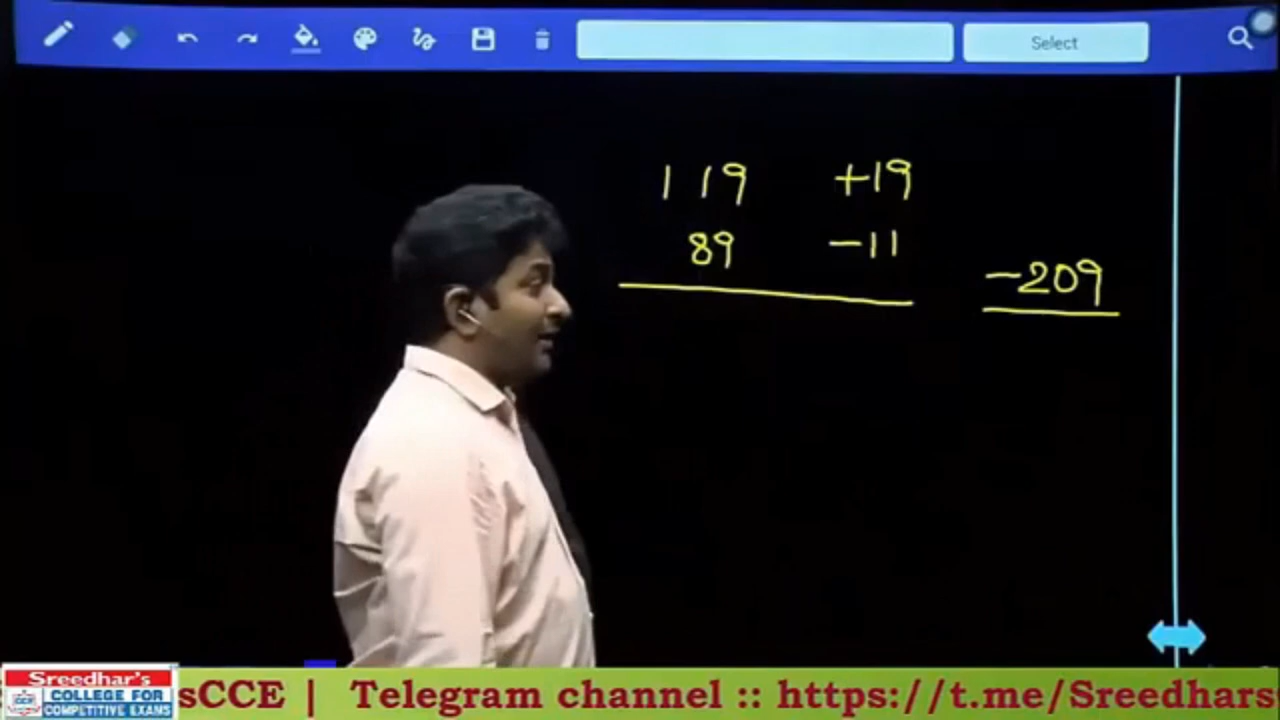 Select
119 +19
89 -11
-209
Sreedhar's
COLLEGE FOR
COMPETITIVE EXAMS
sCCE | Telegram channel :: https://t.me/Sreedhars